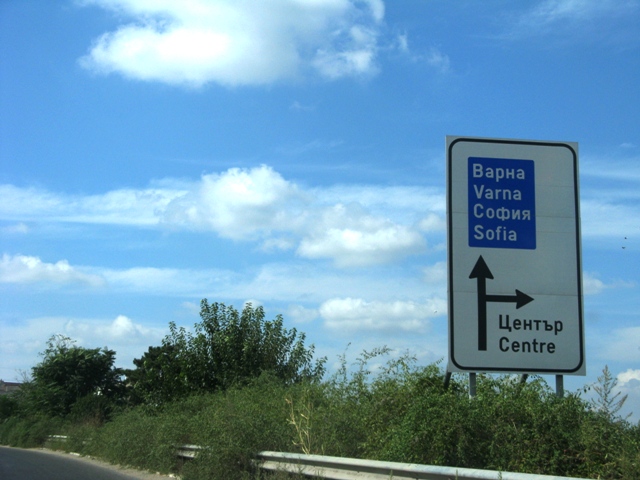 Варна
Varna
София
Sofia
Център
Centre